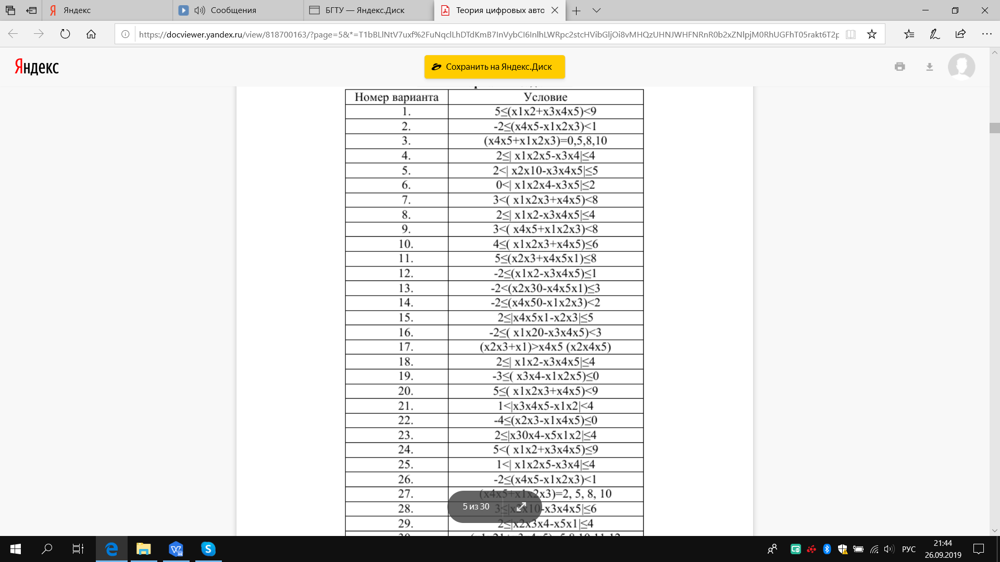 Яндекс
Сообщения
БГТУ — Яндекс.Диск
Теория цифровых авто
https://docviewer.yandex.ru/view/818700163/?page=5&*=T1bBLlNtV7uxf%2FuNqclLhDTdKmB7InVybCI6InlhLWRpc2stcHVibGljOi8vMHQzUHNJWHFNRnR0b2xZNlpjM0RhUGFhT05rakt6T2p
Яндекс
Сохранить на Яндекс.Диск
Номер варианта Условие
1. 5≤(x1x2+x3x4x5)<9
2. -2≤(x4x5-x1x2x3)<1
3. (x4x5+x1x2x3)=0,5,8,10
4. 2≤| x1x2x5-x3x4|≤4
5. 2<| x2x10-x3x4x5|≤5
6. 0<| x1x2x4-x3x5|≤2
7. 3<( x1x2x3+x4x5)<8
8. 2≤| x1x2-x3x4x5|≤4
9. 3<( x4x5+x1x2x3)<8
10. 4≤( x1x2x3+x4x5)≤6
11. 5≤(x2x3+x4x5x1)≤8
12. -2≤(x1x2-x3x4x5)≤1
13. -2<(x2x30-x4x5x1)≤3
14. -2≤(x4x50-x1x2x3)<2
15. 2≤|x4x5x1-x2x3|≤5
16. -2≤( x1x20-x3x4x5)<3
17. (x2x3+x1)>x4x5 (x2x4x5)
18. 2≤| x1x2-x3x4x5|≤4
19. -3≤( x3x4-x1x2x5)≤0
20. 5≤( x1x2x3+x4x5)<9
21. 1<|x3x4x5-x1x2|<4
22. -4≤(x2x3-x1x4x5)≤0
23. 2≤|x30x4-x5x1x2|≤4
24. 5<( x1x2+x3x4x5)≤9
25. 1<| x1x2x5-x3x4|≤4
26. -2≤(x4x5-x1x2x3)<1
27. (x4x5+x1x2x3)=2, 5, 8, 10
28. 3≤|x2x10-x3x4x5|≤6
29. 2≤|x2x3x4-x5x1|≤4
5 из 30
РУС
21:44
26.09.2019